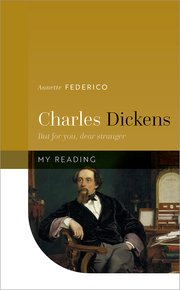 Annette FEDERICO
Charles Dickens
But for you, dear stranger
MY READING